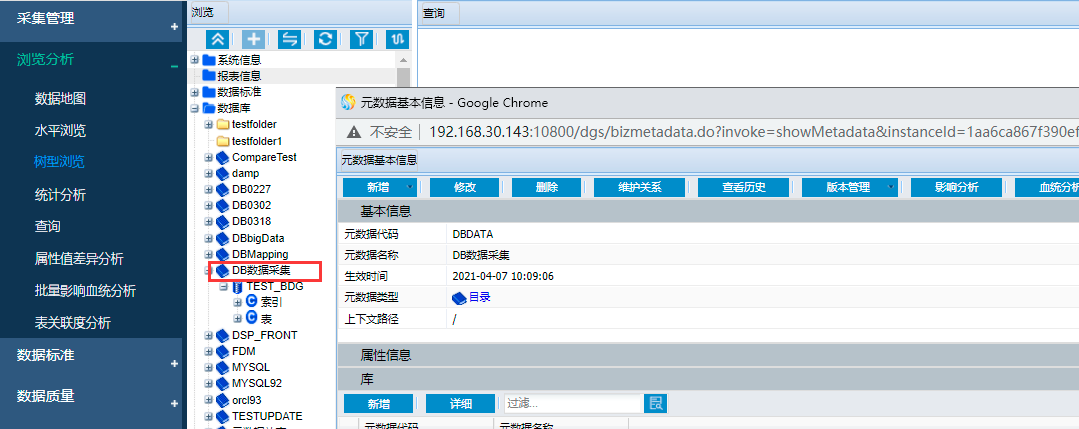 采集管理
浏览分析
数据地图
水平浏览
树型浏览
统计分析
查询
属性值差异分析
批量影响血统分析
表关联度分析
数据标准
数据质量
浏览
系统信息
报表信息
数据标准
数据库
testfolder
testfolder1
CompareTest
damp
DB0227
DB0302
DB0318
DBbigData
DBMapping
DB数据采集
TEST_BDG
索引
表
DSP_FRONT
FDM
MYSQL
MYSQL92
orcl93
TESTUPDATE
查询
元数据基本信息 - Google Chrome
不安全 | 192.168.30.143:10800/dgs/bizmetadata.do?invoke=showMetadata&instanceId=1aa6ca867f390ef
元数据基本信息
新增 修改 删除 维护关系 查看历史 版本管理 影响分析 血统分析
基本信息
元数据代码 DBDATA
元数据名称 DB数据采集
生效时间 2021-04-07 10:09:06
元数据类型 目录
上下文路径 /
属性信息
库
新增 详细 过滤...
元数据代码 元数据名称